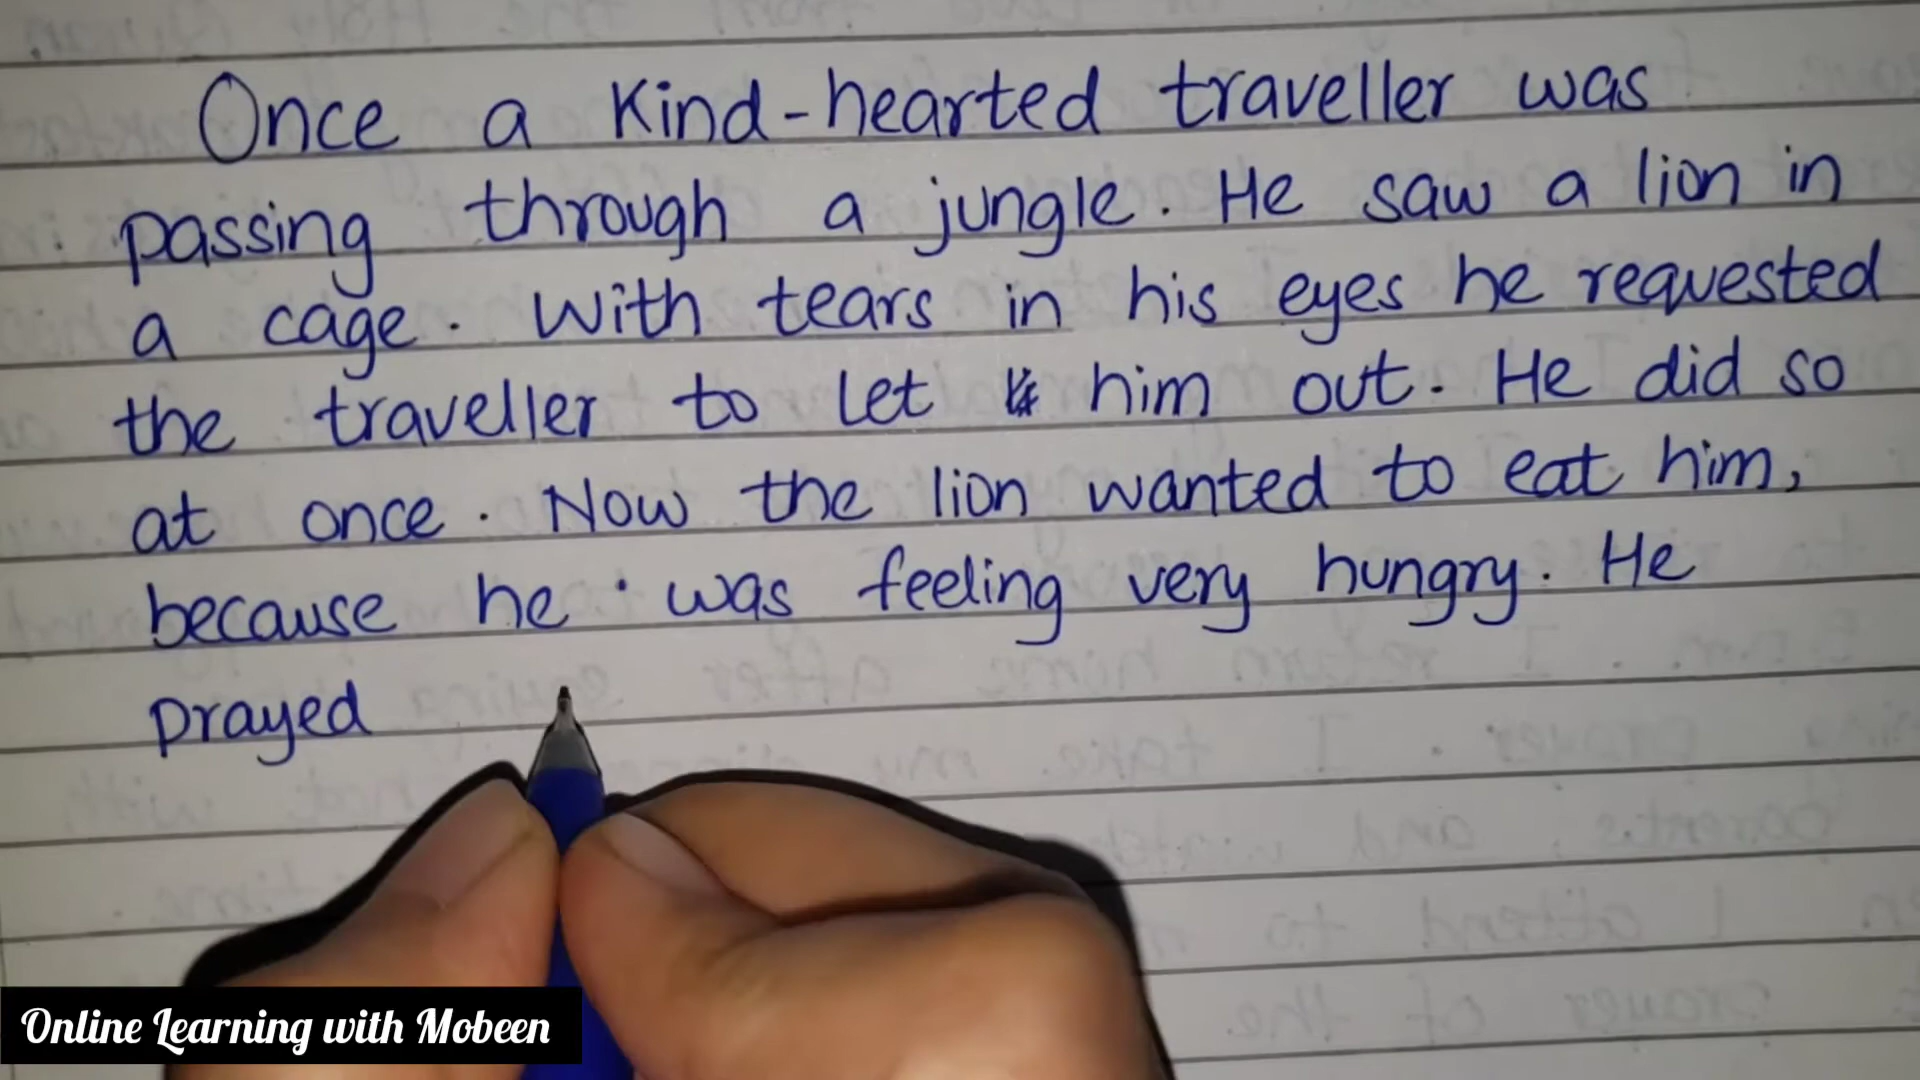 Once a Kind-hearted traveller was
passing through a jungle. He saw a lion in
a cage. With tears in his eyes he requested
the traveller to let him out. He did so
at once. Now the lion wanted to eat him,
because he was feeling very hungry. He
prayed
Online Learning with Mobeen